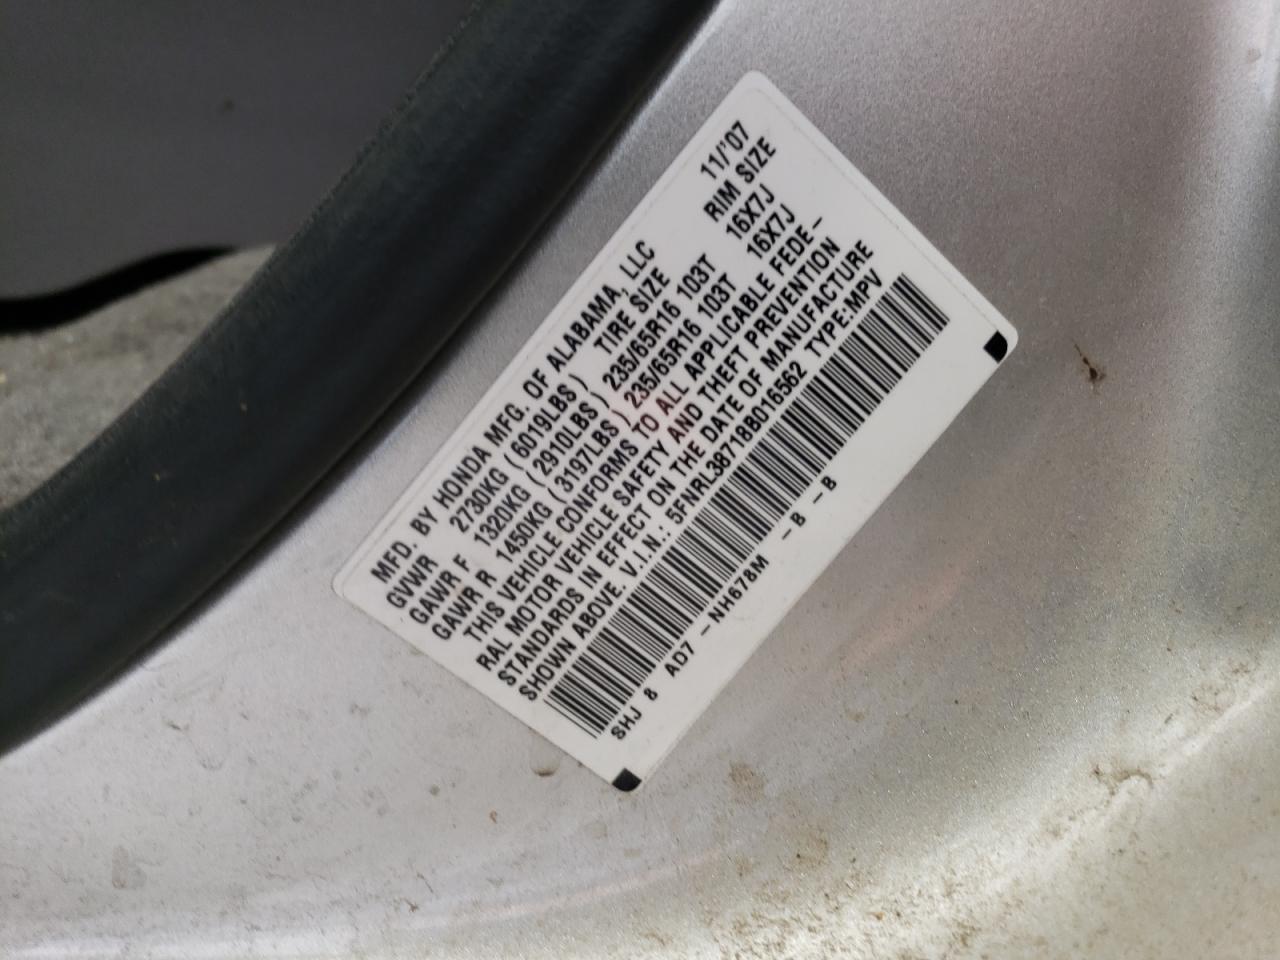 MFD. BY HONDA MFG. OF ALABAMA, LLC 11/'07
GVWR 2730KG (6019LBS) TIRE SIZE RIM SIZE
GAWR F 1320KG (2910LBS) 235/65R16 103T 16X7J
GAWR R 1450KG (3197LBS) 235/65R16 103T 16X7J
THIS VEHICLE CONFORMS TO ALL APPLICABLE FEDE-
RAL MOTOR VEHICLE SAFETY AND THEFT PREVENTION
STANDARDS IN EFFECT ON THE DATE OF MANUFACTURE
SHOWN ABOVE. V.I.N.: 5FNRL38718B016562 TYPE:MPV
SHJ 8 AD7 -NH678M -B -B